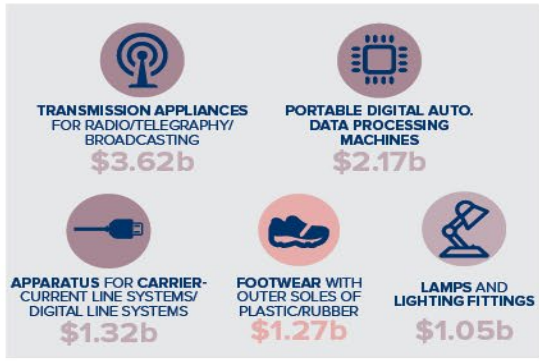 TRANSMISSION APPLIANCES
FOR RADIO/TELEGRAPHY/
BROADCASTING
$3.62b
PORTABLE DIGITAL AUTO.
DATA PROCESSING
MACHINES
$2.17b
APPARATUS FOR CARRIER-
CURRENT LINE SYSTEMS/
DIGITAL LINE SYSTEMS
$1.32b
FOOTWEAR WITH
OUTER SOLES OF
PLASTIC/RUBBER
$1.27b
LAMPS AND
LIGHTING FITTINGS
$1.05b